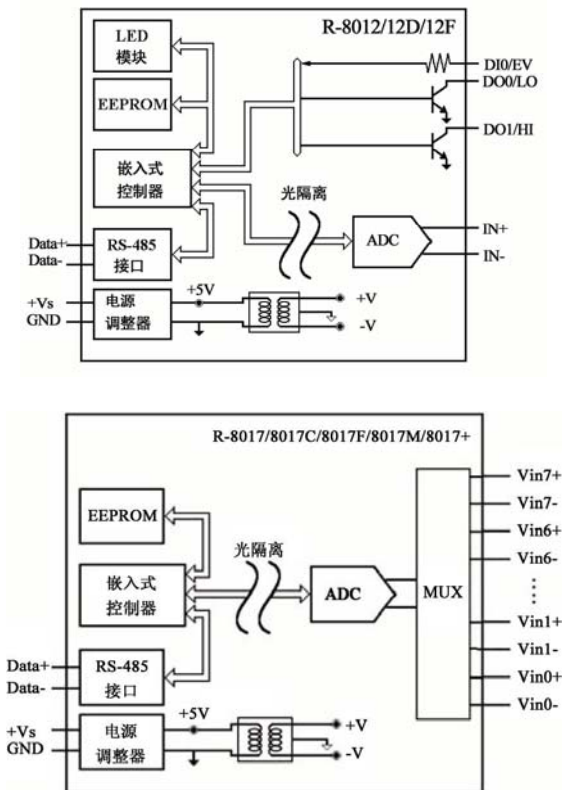 R-8012/12D/12F
LED
模块
EEPROM
嵌入式
控制器
RS-485
接口
电源
调整器
Data+
Data-
+Vs
GND
+5V
光隔离
ADC
+V
-V
DI0/EV
DO0/LO
DO1/HI
IN+
IN-
R-8017/8017C/8017F/8017M/8017+
EEPROM
嵌入式
控制器
RS-485
接口
电源
调整器
Data+
Data-
+Vs
GND
+5V
光隔离
ADC
+V
-V
MUX
Vin7+
Vin7-
Vin6+
Vin6-
Vin1+
Vin1-
Vin0+
Vin0-